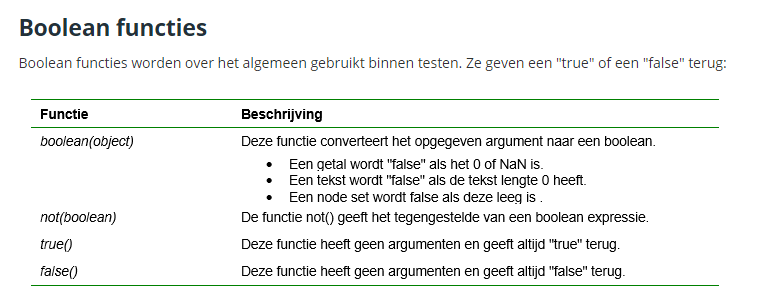 Boolean functies
Boolean functies worden over het algemeen gebruikt binnen testen. Ze geven een "true" of een "false" terug:
Functie Beschrijving
boolean(object) Deze functie converteert het opgegeven argument naar een boolean.
• Een getal wordt "false" als het 0 of NaN is.
• Een tekst wordt "false" als de tekst lengte 0 heeft.
• Een node set wordt false als deze leeg is .
not(boolean) De functie not() geeft het tegengestelde van een boolean expressie.
true() Deze functie heeft geen argumenten en geeft altijd "true" terug.
false() Deze functie heeft geen argumenten en geeft altijd "false" terug.